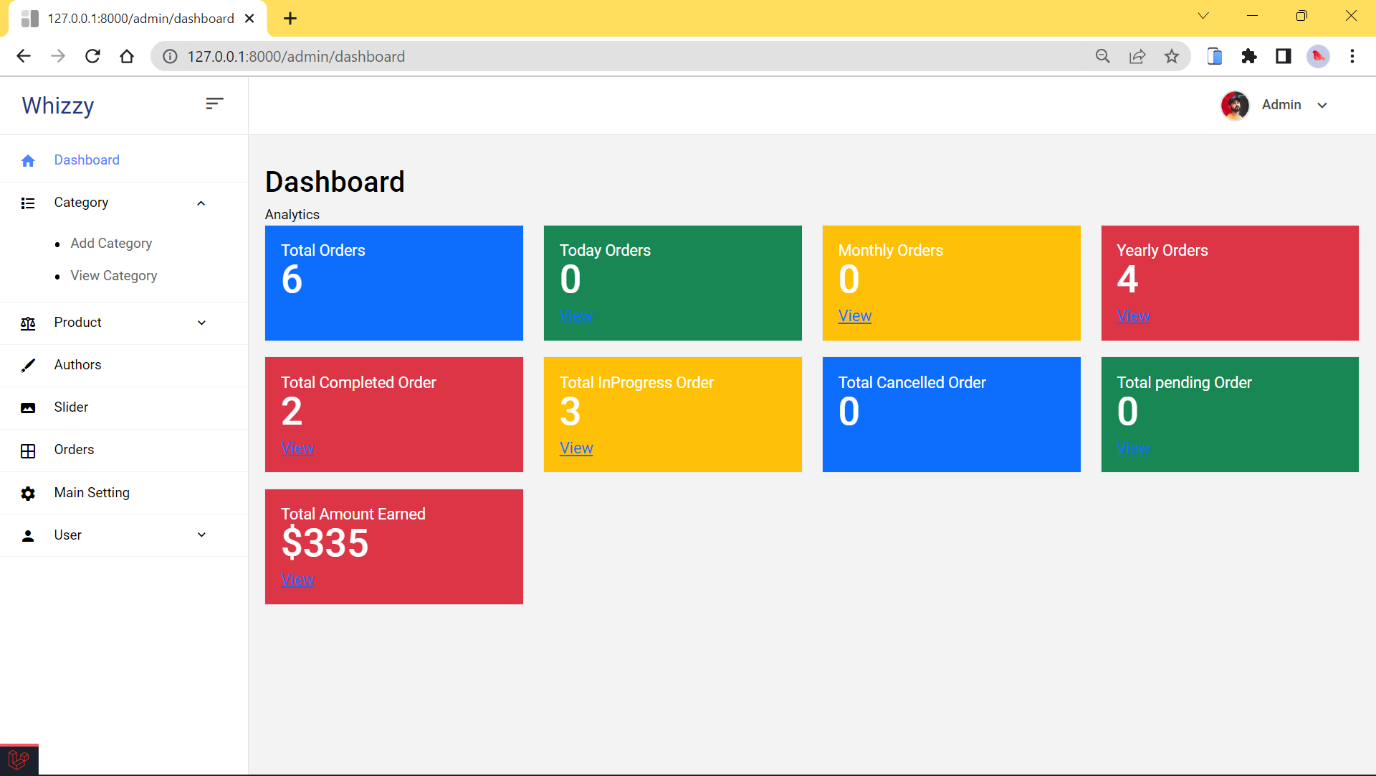 127.0.0.1:8000/admin/dashboard
127.0.0.1:8000/admin/dashboard
Whizzy
Admin
Dashboard
Category
Add Category
View Category
Product
Authors
Slider
Orders
Main Setting
User
Dashboard
Analytics
Total Orders
6
Today Orders
0
View
Monthly Orders
0
View
Yearly Orders
4
View
Total Completed Order
2
View
Total InProgress Order
3
View
Total Cancelled Order
0
Total pending Order
0
View
Total Amount Earned
$335
View